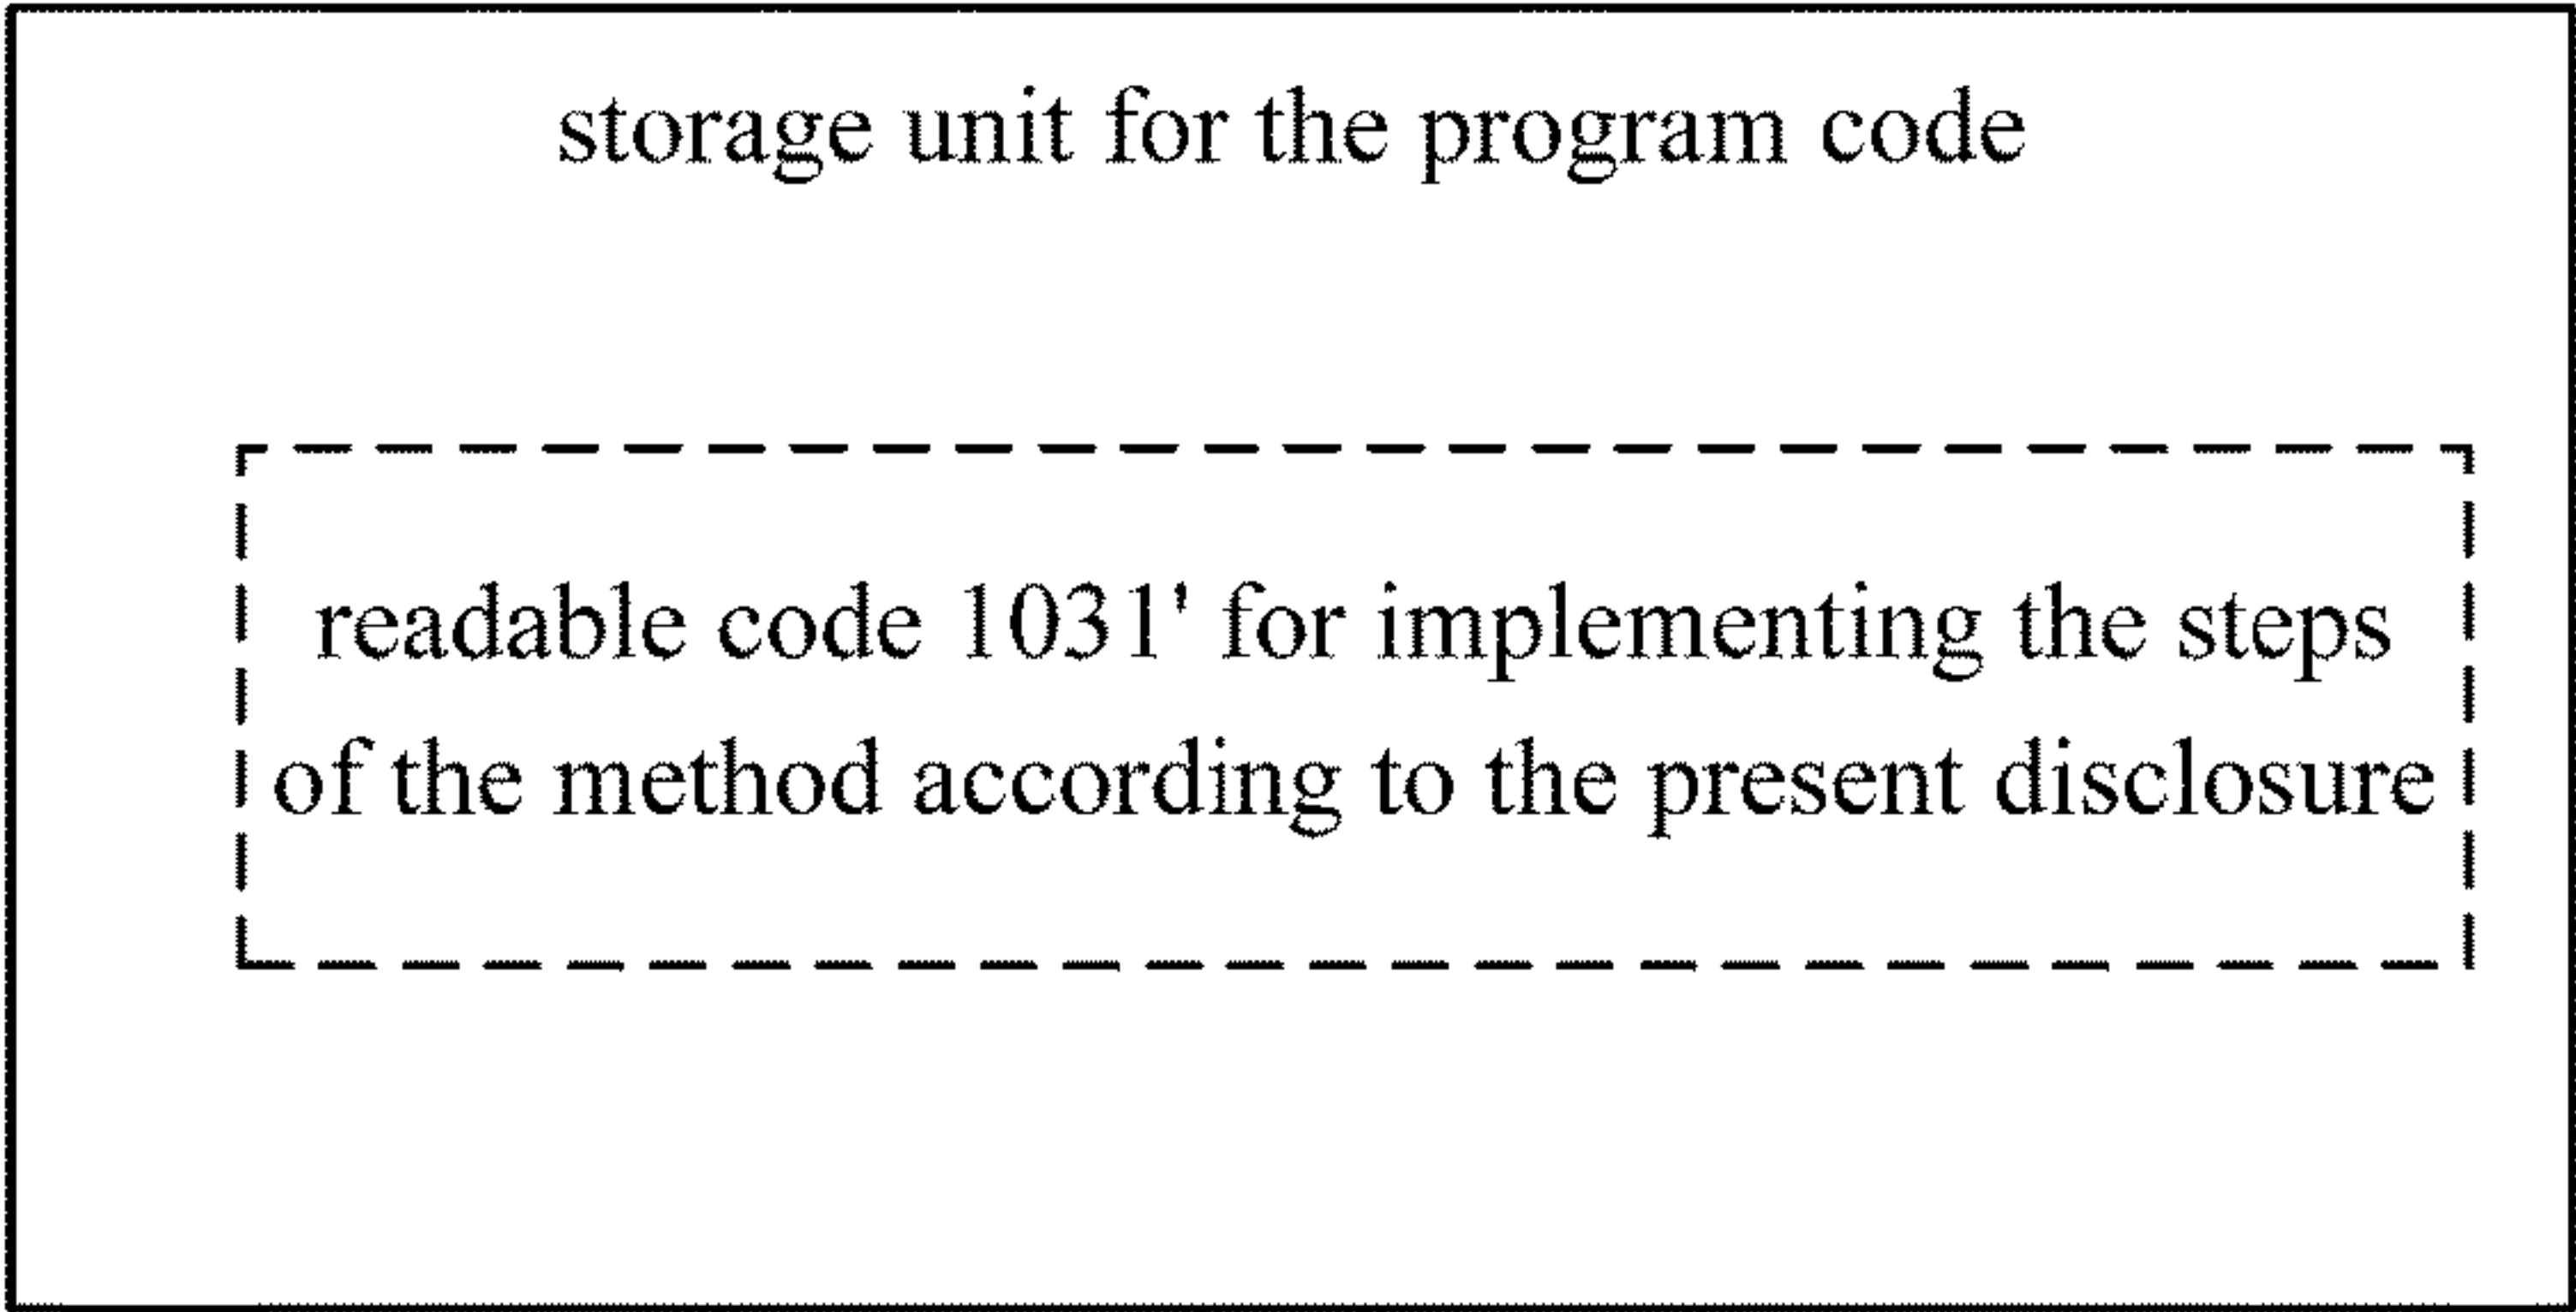 storage unit for the program code
readable code 1031' for implementing the steps
of the method according to the present disclosure